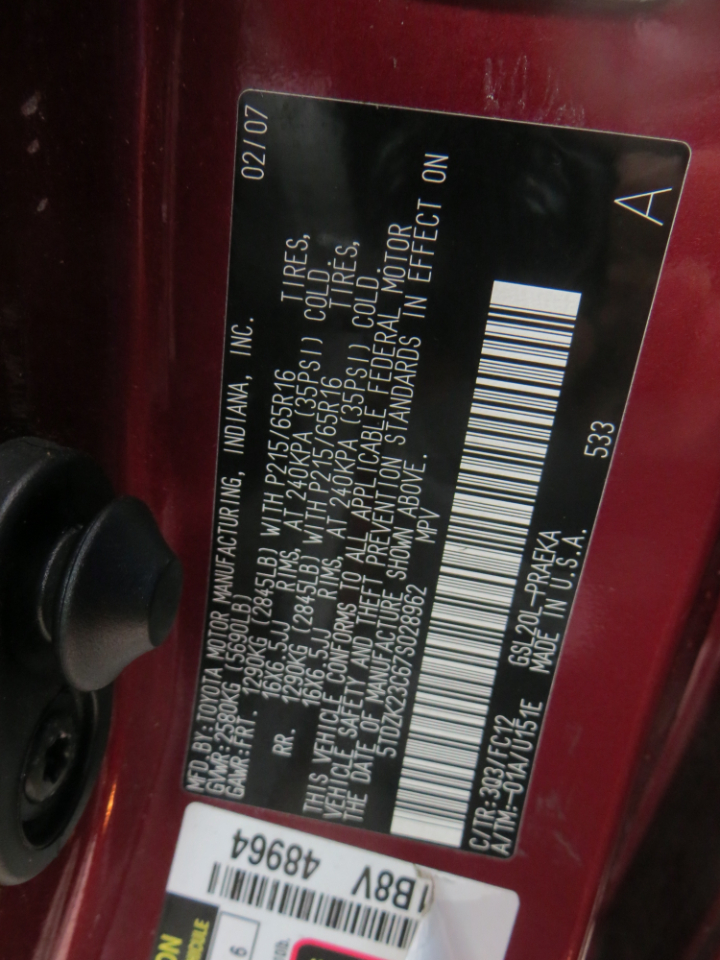 MFD.BY:TOYOTA MOTOR MANUFACTURING, INDIANA, INC. 02/07
GVWR:2580KG (5690LB)
GAWR:FRT. 1290KG (2845LB) WITH P215/65R16 TIRES,
16X6.5JJ RIMS, AT 240KPA (35PSI) COLD.
RR. 1290KG (2845LB) WITH P215/65R16 TIRES,
16X6.5JJ RIMS, AT 240KPA (35PSI) COLD.
THIS VEHICLE CONFORMS TO ALL APPLICABLE FEDERAL MOTOR
VEHICLE SAFETY AND THEFT PREVENTION STANDARDS IN EFFECT ON
THE DATE OF MANUFACTURE SHOWN ABOVE.
5TDZK23C67S028962 MPV
C/TR:3Q3/FC12 GSL20L-PRAEKA 533
A/TM:-01A/U151E MADE IN U.S.A.
A
1B8V 48964
6